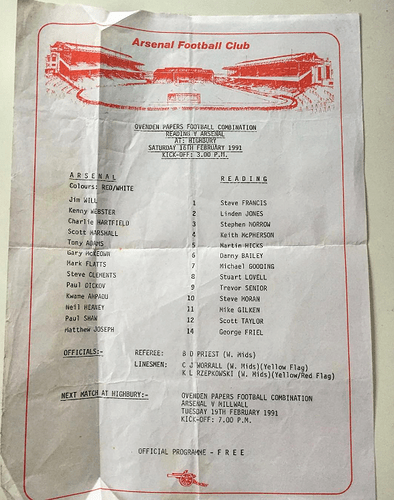 Arsenal Football Club
OVENDEN PAPERS FOOTBALL COMBINATION
READING V ARSENAL
AT: HIGHBURY
SATURDAY 16TH FEBRUARY 1991
KICK-OFF: 3.00 P.M.
ARSENAL READING
Colours: RED/WHITE
Jim WILL 1 Steve FRANCIS
Kenny WEBSTER 2 Linden JONES
Charlie HARTFIELD 3 Stephen MORROW
Scott MARSHALL 4 Keith McPHERSON
Tony ADAMS 5 Martin HICKS
Gary McKEOWN 6 Danny BAILEY
Mark FLATTS 7 Michael GOODING
Steve CLEMENTS 8 Stuart LOVELL
Paul DICKOV 9 Trevor SENIOR
Kwame AMPADU 10 Steve MORAN
Neil HEANEY 11 Mike GILKEN
Paul SHAW 12 Scott TAYLOR
Matthew JOSEPH 14 George FRIEL
OFFICIALS:- REFEREE: B O PRIEST (W. Mids)
LINESMEN: C J WORRALL (W. Mids)(Yellow Flag)
K L RZEPKOWSKI (W. Mids)(Yellow/Red Flag)
NEXT MATCH AT HIGHBURY:- OVENDEN PAPERS FOOTBALL COMBINATION
ARSENAL V MILLWALL
TUESDAY 19TH FEBRUARY 1991
KICK-OFF: 7.00 P.M.
OFFICIAL PROGRAMME - FREE